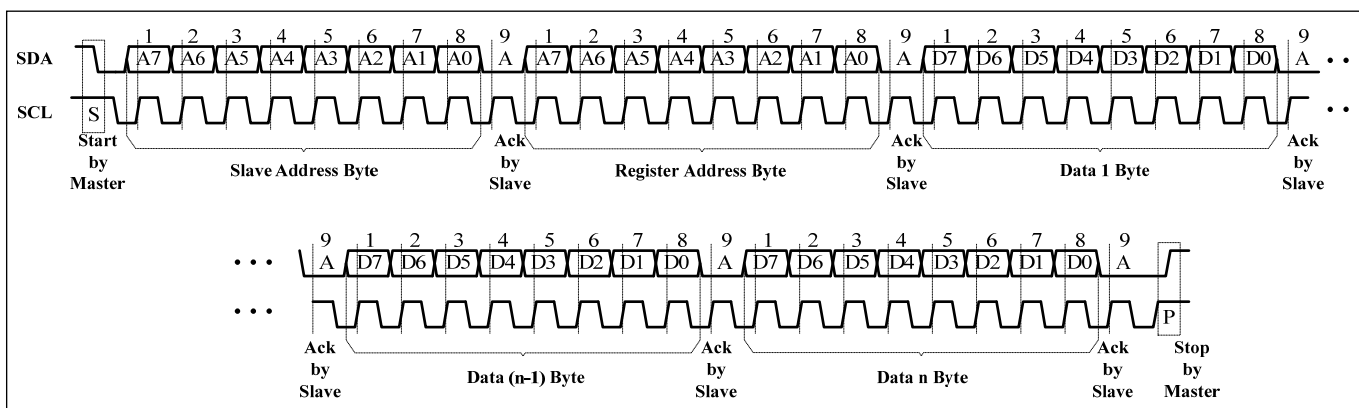 1 2 3 4 5 6 7 8 9 1 2 3 4 5 6 7 8 9 1 2 3 4 5 6 7 8 9
SDA A7 A6 A5 A4 A3 A2 A1 A0 A A7 A6 A5 A4 A3 A2 A1 A0 A D7 D6 D5 D4 D3 D2 D1 D0 A • •
SCL S • •
Start by Master
Slave Address Byte
Ack by Slave
Register Address Byte
Ack by Slave
Data 1 Byte
Ack by Slave
9 1 2 3 4 5 6 7 8 9 1 2 3 4 5 6 7 8 9
• • • A D7 D6 D5 D4 D3 D2 D1 D0 A D7 D6 D5 D4 D3 D2 D1 D0 A
• • • P
Ack by Slave
Data (n-1) Byte
Ack by Slave
Data n Byte
Ack by Slave
Stop by Master